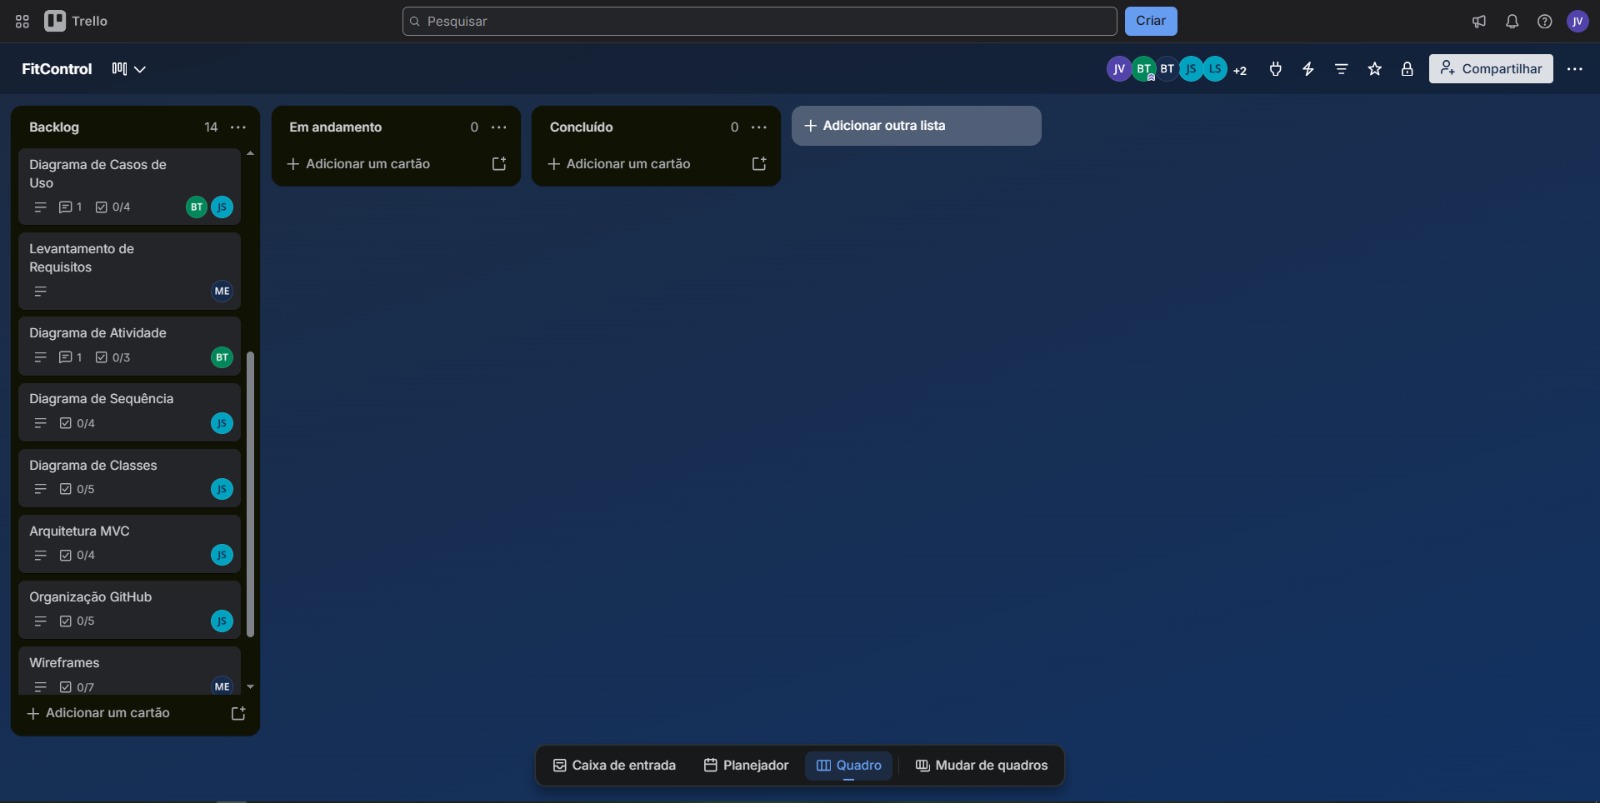 Trello
Pesquisar
Criar
JV
FitControl
JV BT BT JS LS +2
Compartilhar
Backlog 14
Diagrama de Casos de
Uso
1 0/4 BT JS
Levantamento de
Requisitos
ME
Diagrama de Atividade
1 0/3 BT
Diagrama de Sequência
0/4 JS
Diagrama de Classes
0/5 JS
Arquitetura MVC
0/4 JS
Organização GitHub
0/5 JS
Wireframes
0/7 ME
Adicionar um cartão
Em andamento 0
Adicionar um cartão
Concluído 0
Adicionar um cartão
Adicionar outra lista
Caixa de entrada
Planejador
Quadro
Mudar de quadros